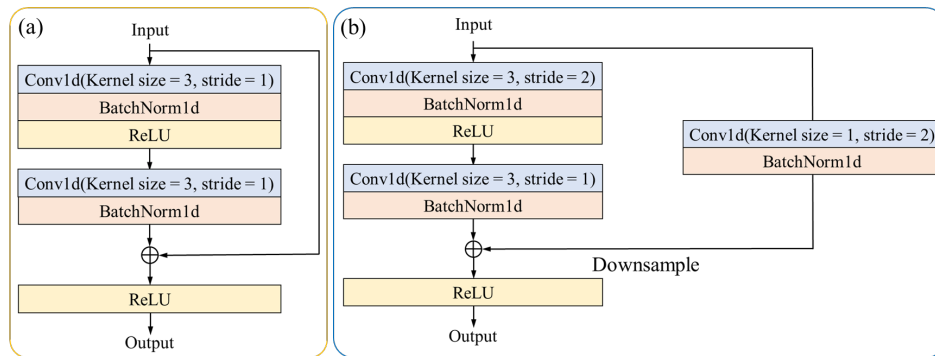 (a)
Input
Conv1d(Kernel size = 3, stride = 1)
BatchNorm1d
ReLU
Conv1d(Kernel size = 3, stride = 1)
BatchNorm1d
ReLU
Output
(b)
Input
Conv1d(Kernel size = 3, stride = 2)
BatchNorm1d
ReLU
Conv1d(Kernel size = 3, stride = 1)
BatchNorm1d
Conv1d(Kernel size = 1, stride = 2)
BatchNorm1d
Downsample
ReLU
Output